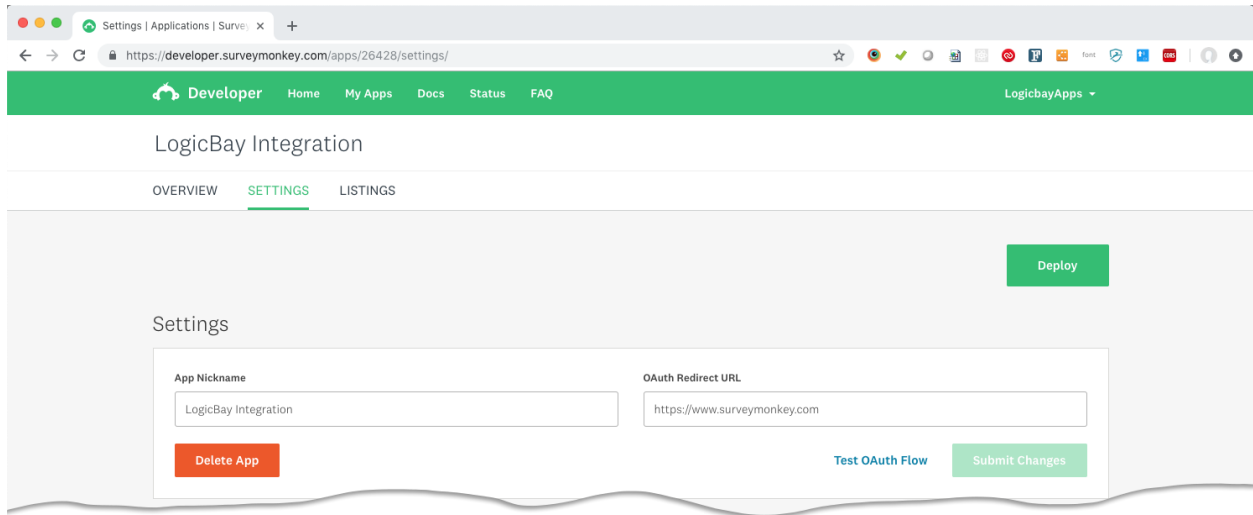 Settings | Applications | Surve
https://developer.surveymonkey.com/apps/26428/settings/
font
CORS
Developer Home My Apps Docs Status FAQ LogicbayApps
LogicBay Integration
OVERVIEW SETTINGS LISTINGS
Deploy
Settings
App Nickname OAuth Redirect URL
LogicBay Integration https://www.surveymonkey.com
Delete App Test OAuth Flow Submit Changes